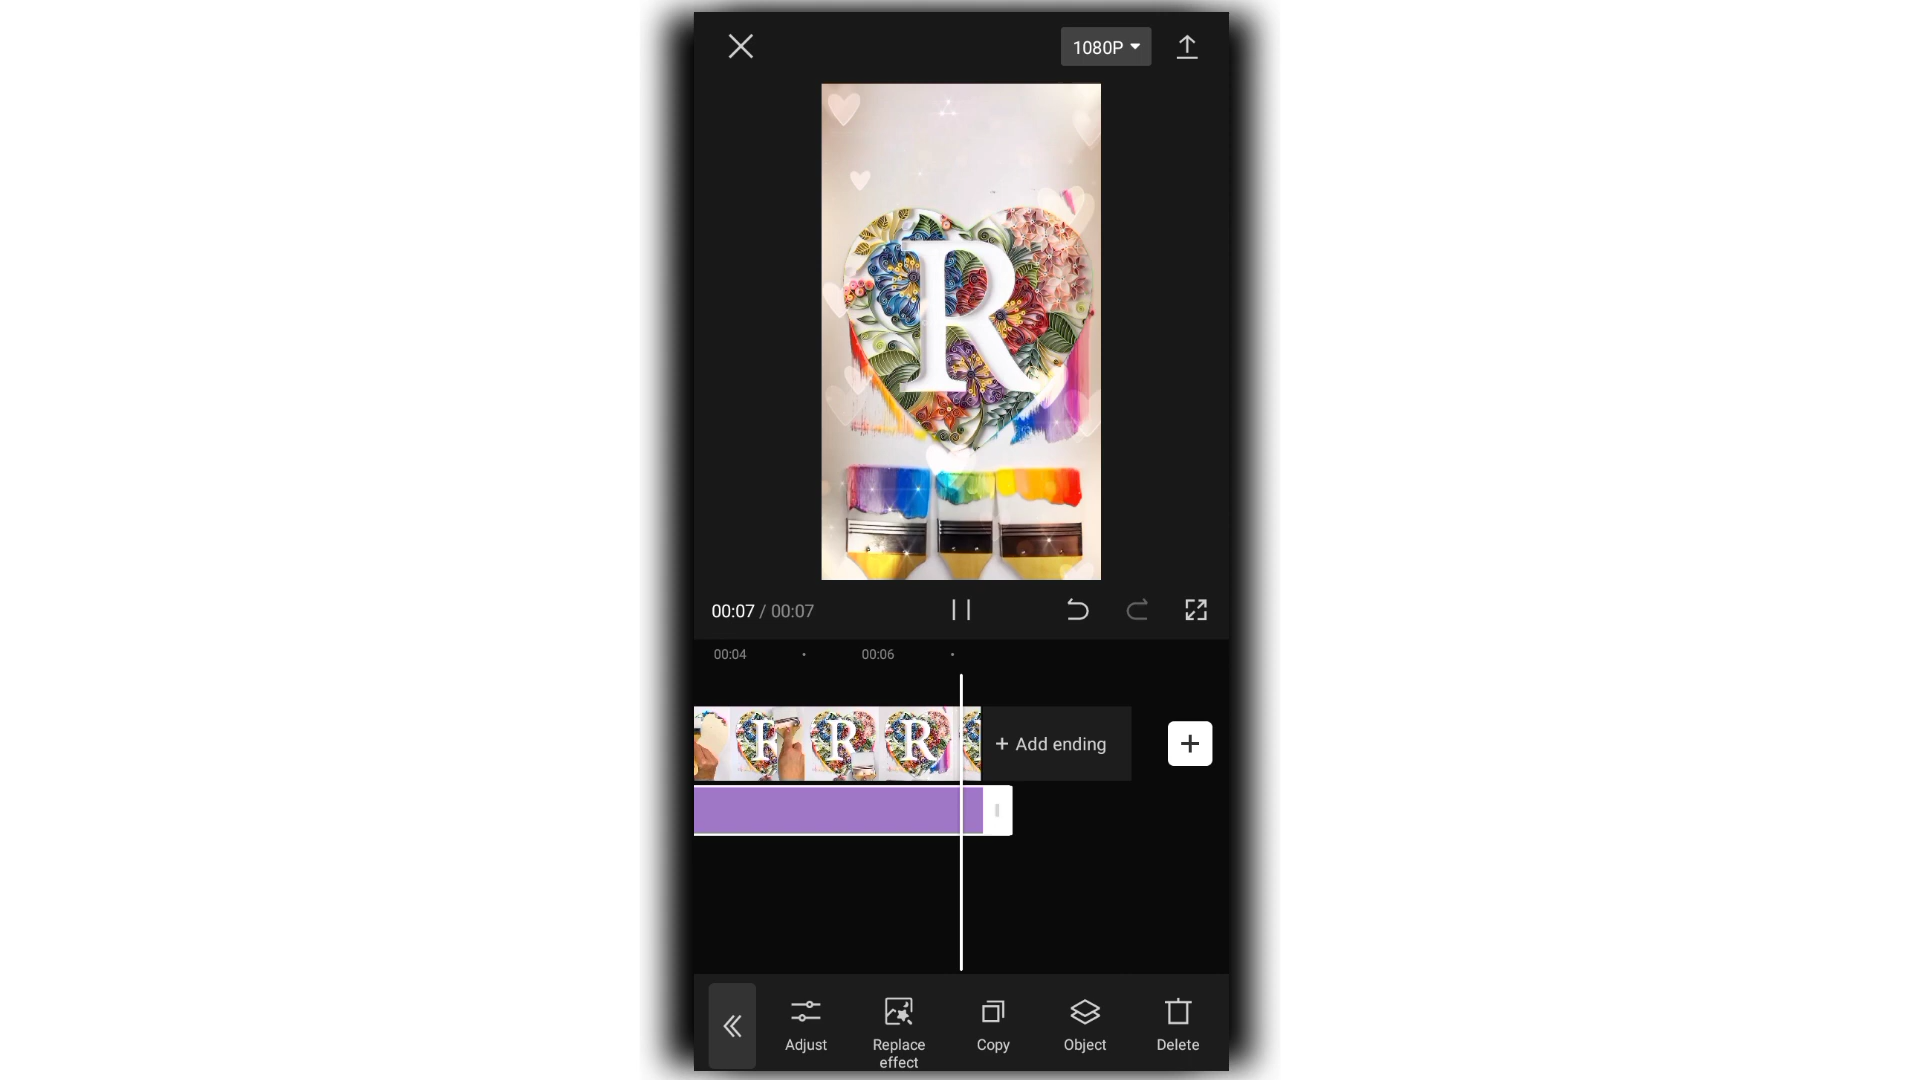 1080P
R
00:07 / 00:07
00:04
00:06
R R R
+ Add ending
Adjust
Replace
effect
Copy
Object
Delete